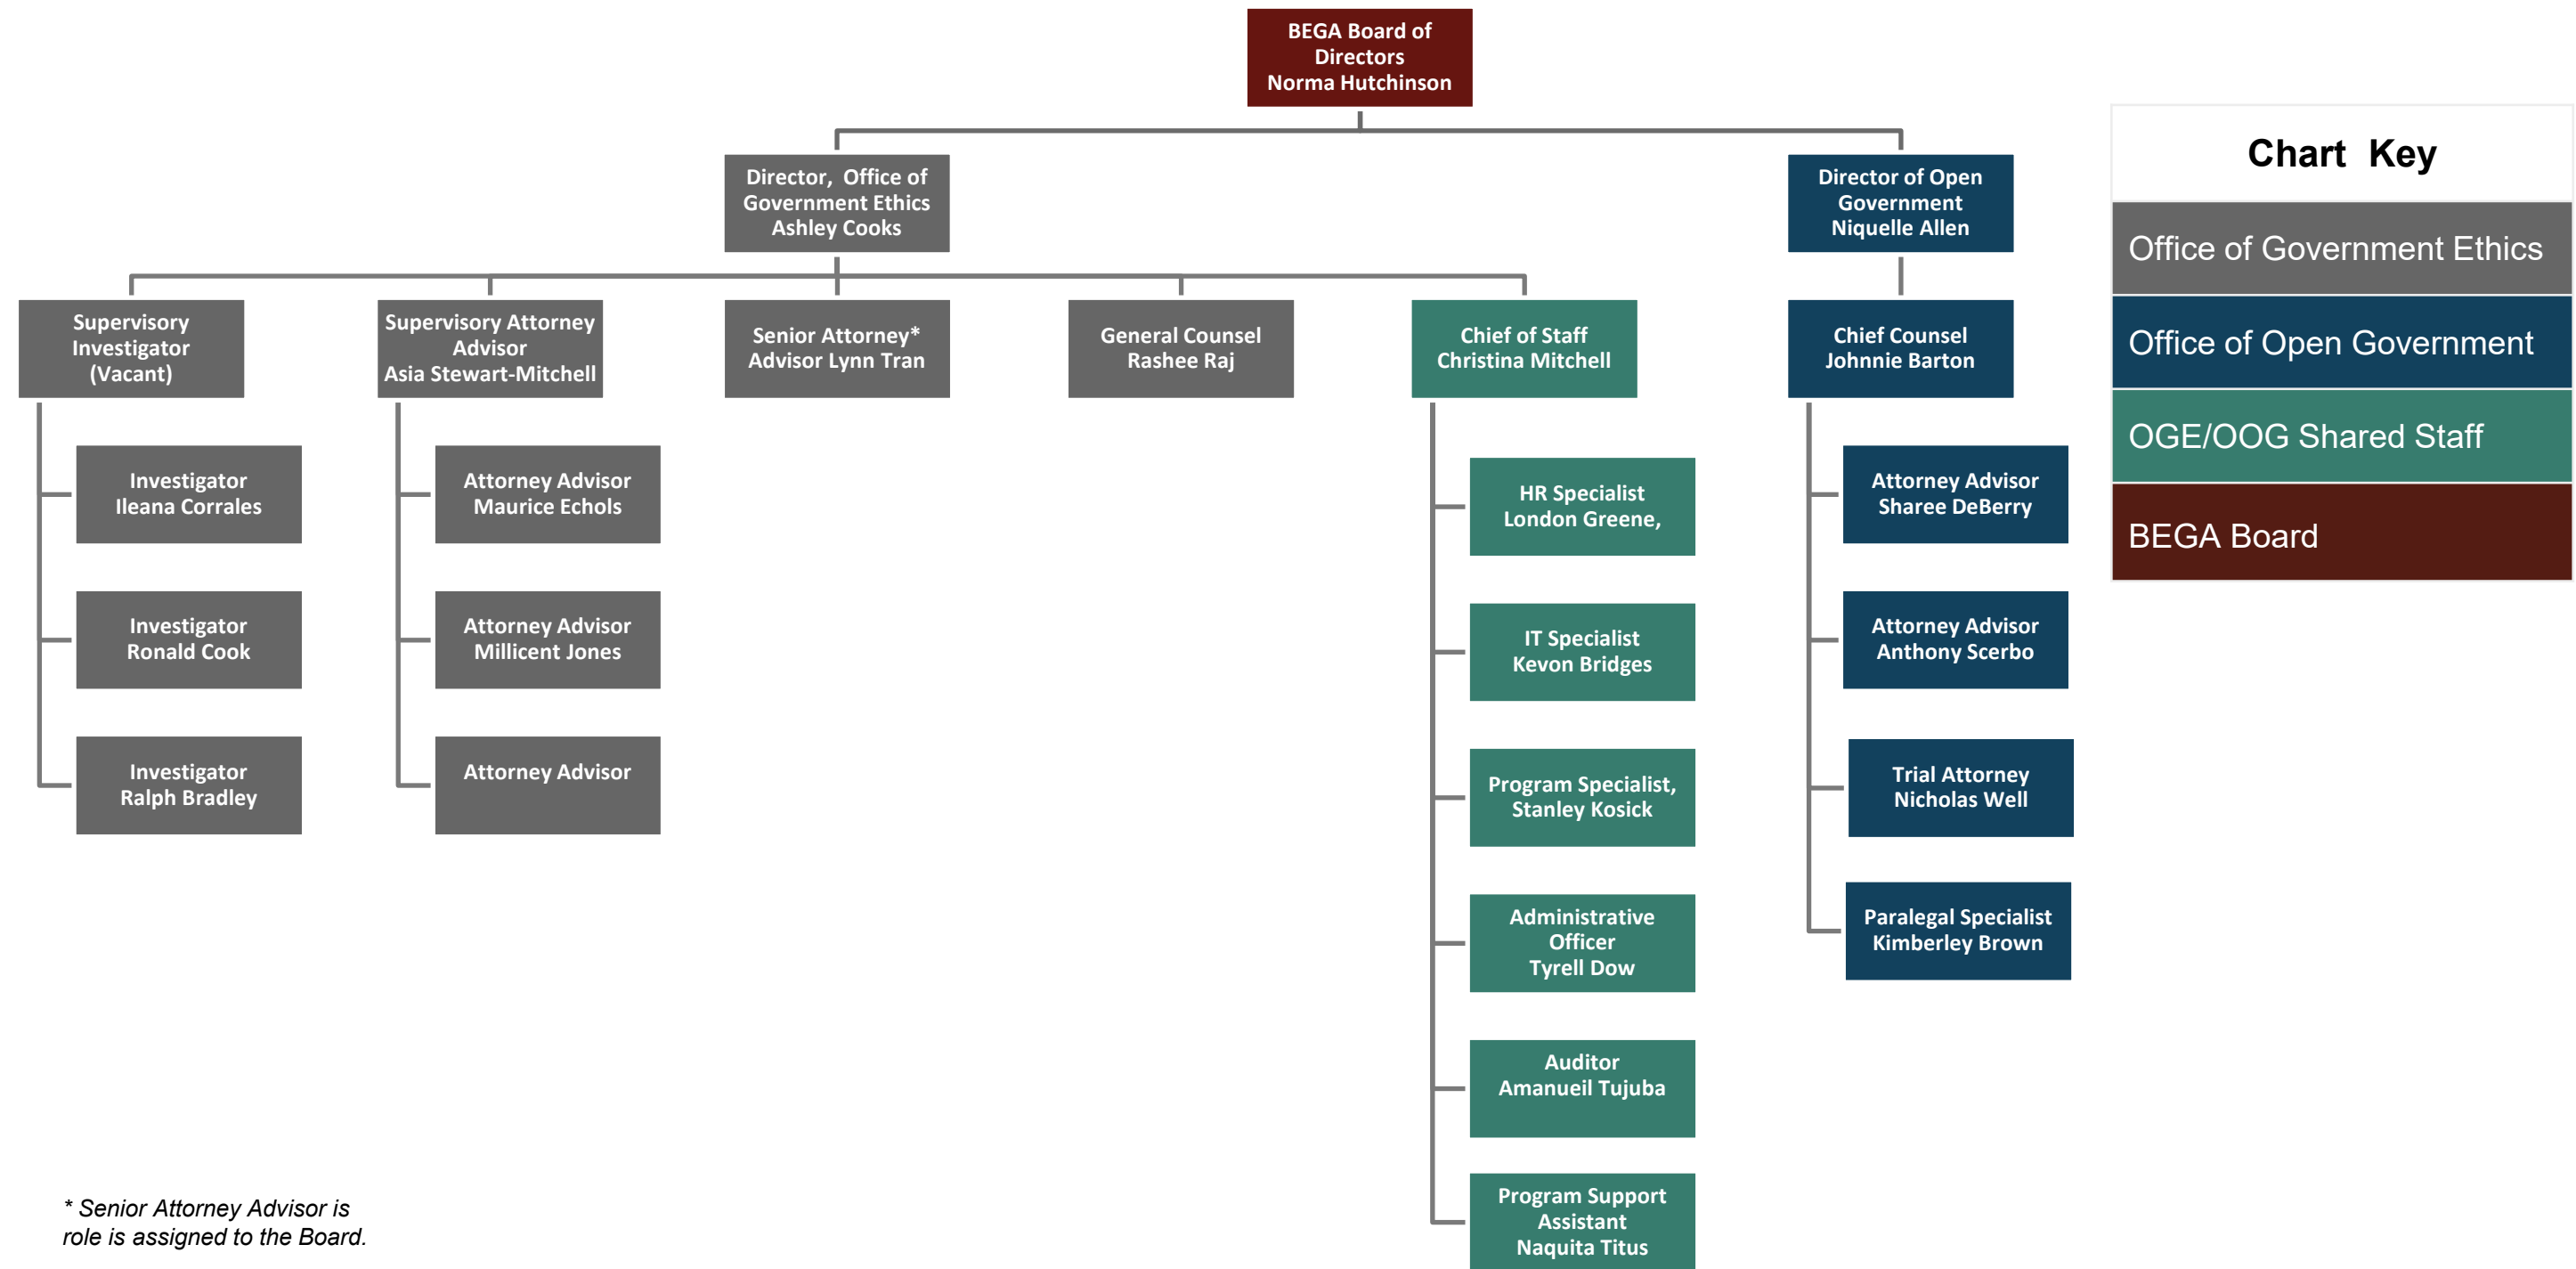 BEGA Board of
Directors
Norma Hutchinson
Director, Office of
Government Ethics
Ashley Cooks
Director of Open
Government
Niquelle Allen
Supervisory
Investigator
(Vacant)
Supervisory Attorney
Advisor
Asia Stewart-Mitchell
Senior Attorney*
Advisor Lynn Tran
General Counsel
Rashee Raj
Chief of Staff
Christina Mitchell
Chief Counsel
Johnnie Barton
Investigator
Ileana Corrales
Investigator
Ronald Cook
Investigator
Ralph Bradley
Attorney Advisor
Maurice Echols
Attorney Advisor
Millicent Jones
Attorney Advisor
HR Specialist
London Greene,
IT Specialist
Kevon Bridges
Program Specialist,
Stanley Kosick
Administrative
Officer
Tyrell Dow
Auditor
Amanueil Tujuba
Program Support
Assistant
Naquita Titus
Attorney Advisor
Sharee DeBerry
Attorney Advisor
Anthony Scerbo
Trial Attorney
Nicholas Well
Paralegal Specialist
Kimberley Brown
Chart Key
Office of Government Ethics
Office of Open Government
OGE/OOG Shared Staff
BEGA Board
* Senior Attorney Advisor is
role is assigned to the Board.